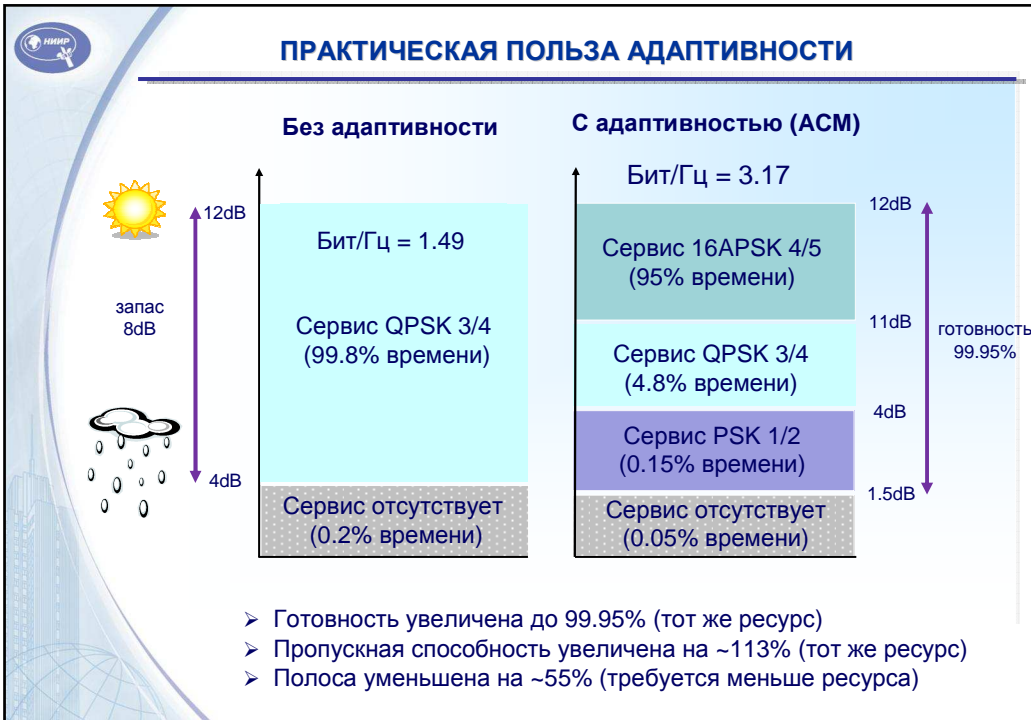 НИИР
ПРАКТИЧЕСКАЯ ПОЛЬЗА АДАПТИВНОСТИ
Без адаптивности
12dB
Бит/Гц = 1.49
запас
8dB
Сервис QPSK 3/4
(99.8% времени)
4dB
Сервис отсутствует
(0.2% времени)
С адаптивностью (ACM)
Бит/Гц = 3.17
12dB
Сервис 16APSK 4/5
(95% времени)
11dB
готовность
99.95%
Сервис QPSK 3/4
(4.8% времени)
4dB
Сервис PSK 1/2
(0.15% времени)
1.5dB
Сервис отсутствует
(0.05% времени)
➢ Готовность увеличена до 99.95% (тот же ресурс)
➢ Пропускная способность увеличена на ~113% (тот же ресурс)
➢ Полоса уменьшена на ~55% (требуется меньше ресурса)